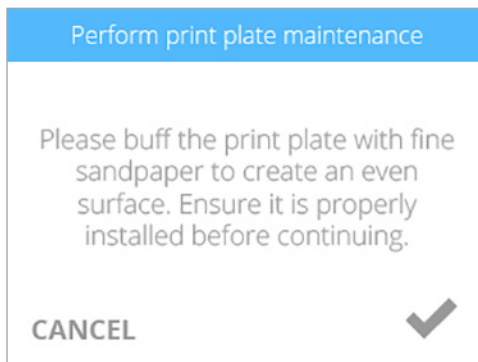 Perform print plate maintenance
Please buff the print plate with fine
sandpaper to create an even
surface. Ensure it is properly
installed before continuing.
CANCEL